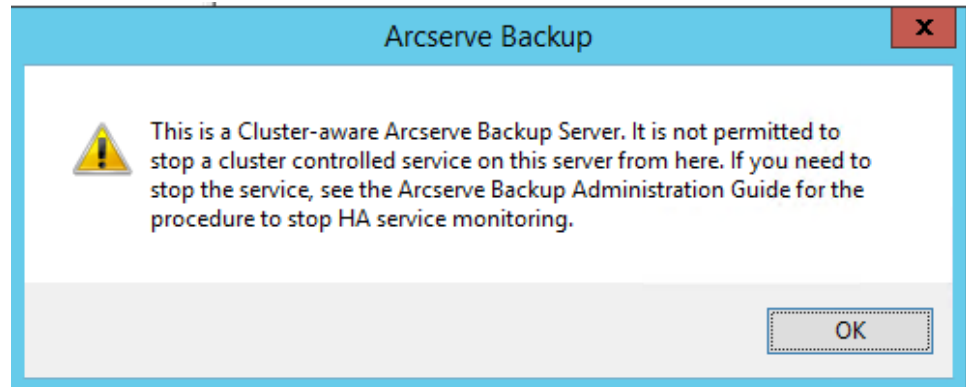 Arcserve Backup
x
This is a Cluster-aware Arcserve Backup Server. It is not permitted to
stop a cluster controlled service on this server from here. If you need to
stop the service, see the Arcserve Backup Administration Guide for the
procedure to stop HA service monitoring.
OK